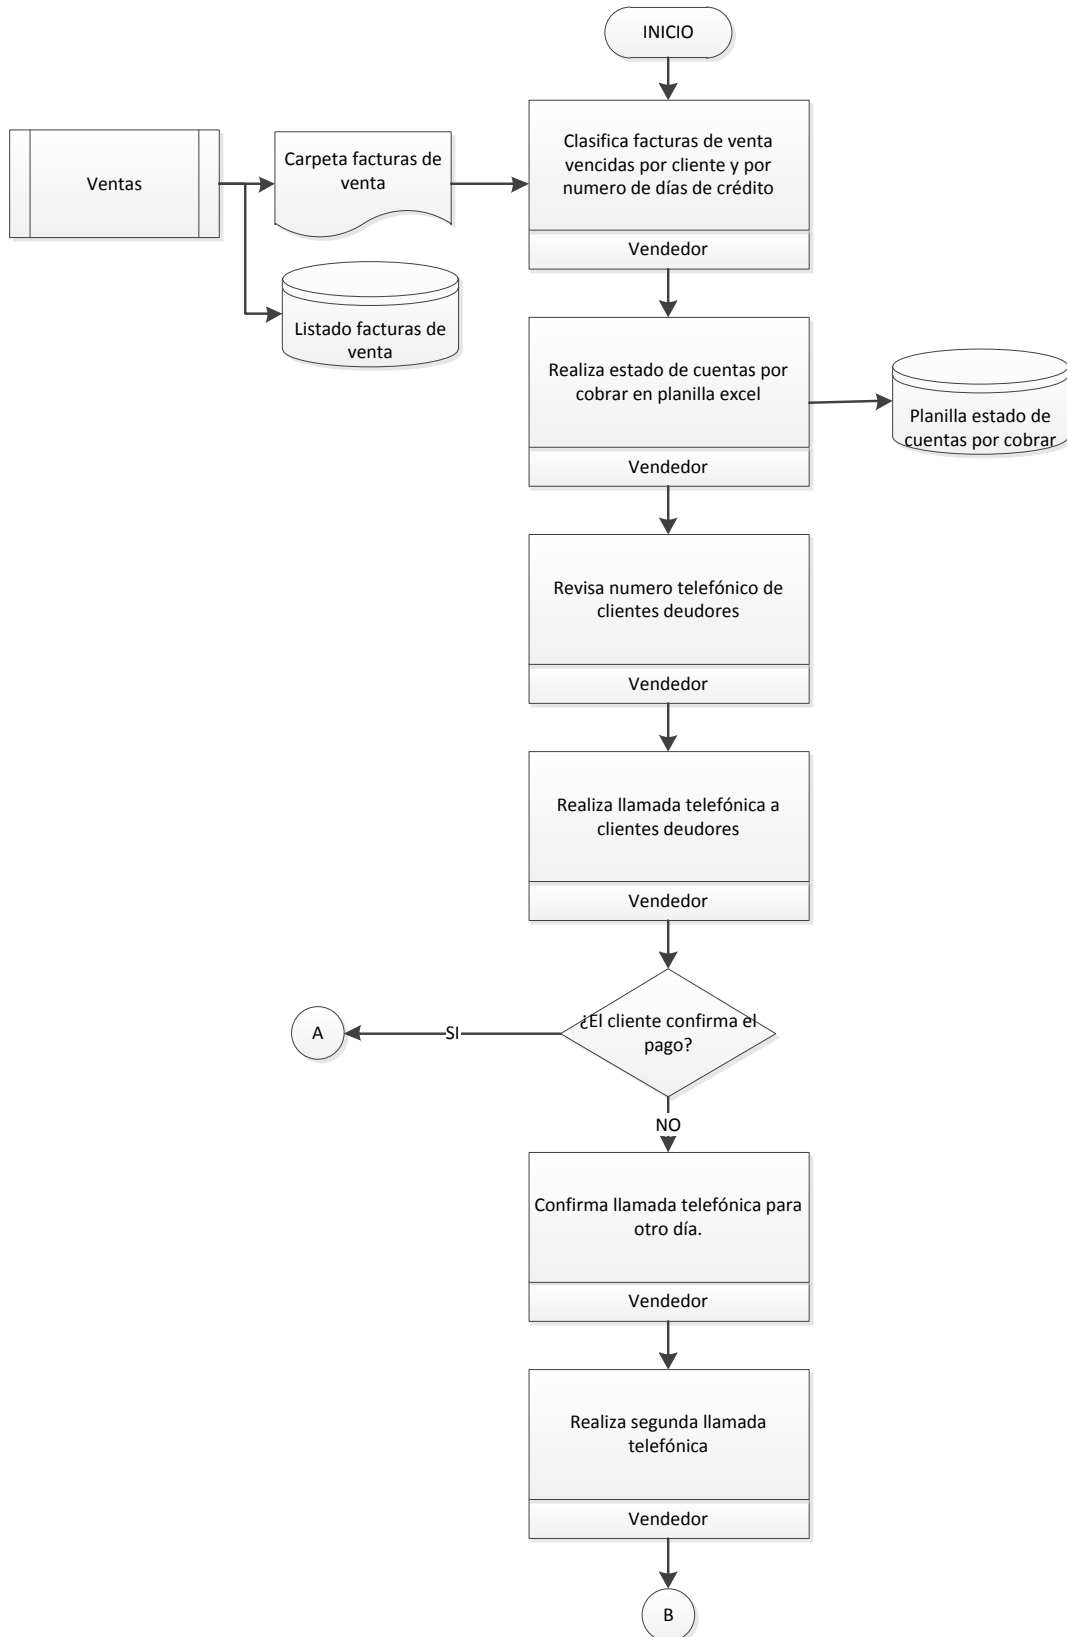 INICIO
Clasifica facturas de venta
vencidas por cliente y por
numero de días de crédito
Vendedor
Ventas
Carpeta facturas de
venta
Listado facturas de
venta
Realiza estado de cuentas por
cobrar en planilla excel
Vendedor
Planilla estado de
cuentas por cobrar
Revisa numero telefónico de
clientes deudores
Vendedor
Realiza llamada telefónica a
clientes deudores
Vendedor
¿El cliente confirma el
pago?
SI
A
NO
Confirma llamada telefónica para
otro día.
Vendedor
Realiza segunda llamada
telefónica
Vendedor
B